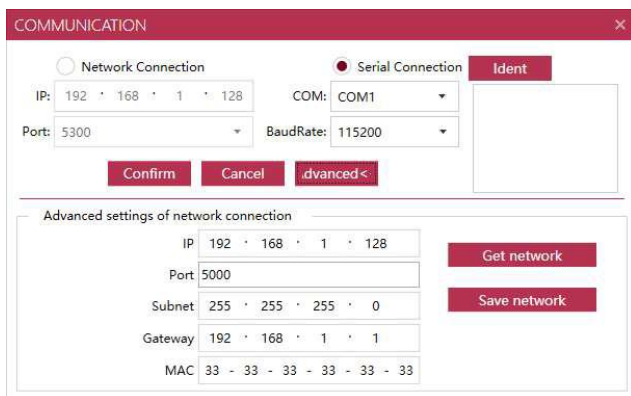 COMMUNICATION ×
Network Connection Serial Connection Ident
IP: 192 · 168 · 1 · 128 COM: COM1
Port: 5300 BaudRate: 115200
Confirm Cancel dvanced<
Advanced settings of network connection
IP 192 · 168 · 1 · 128
Get network
Port 5000
Subnet 255 · 255 · 255 · 0
Save network
Gateway 192 · 168 · 1 · 1
MAC 33 - 33 - 33 - 33 - 33 - 33